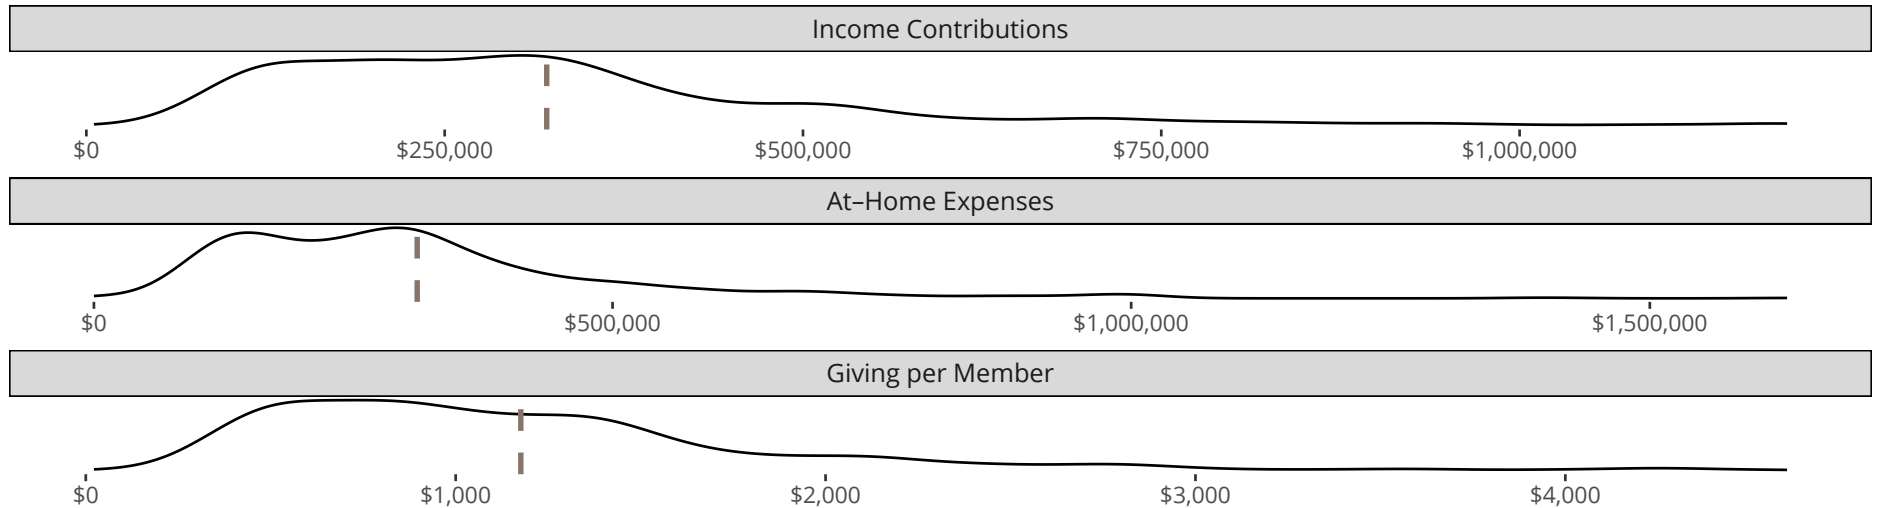 Income Contributions
$0 $250,000 $500,000 $750,000 $1,000,000
At–Home Expenses
$0 $500,000 $1,000,000 $1,500,000
Giving per Member
$0 $1,000 $2,000 $3,000 $4,000